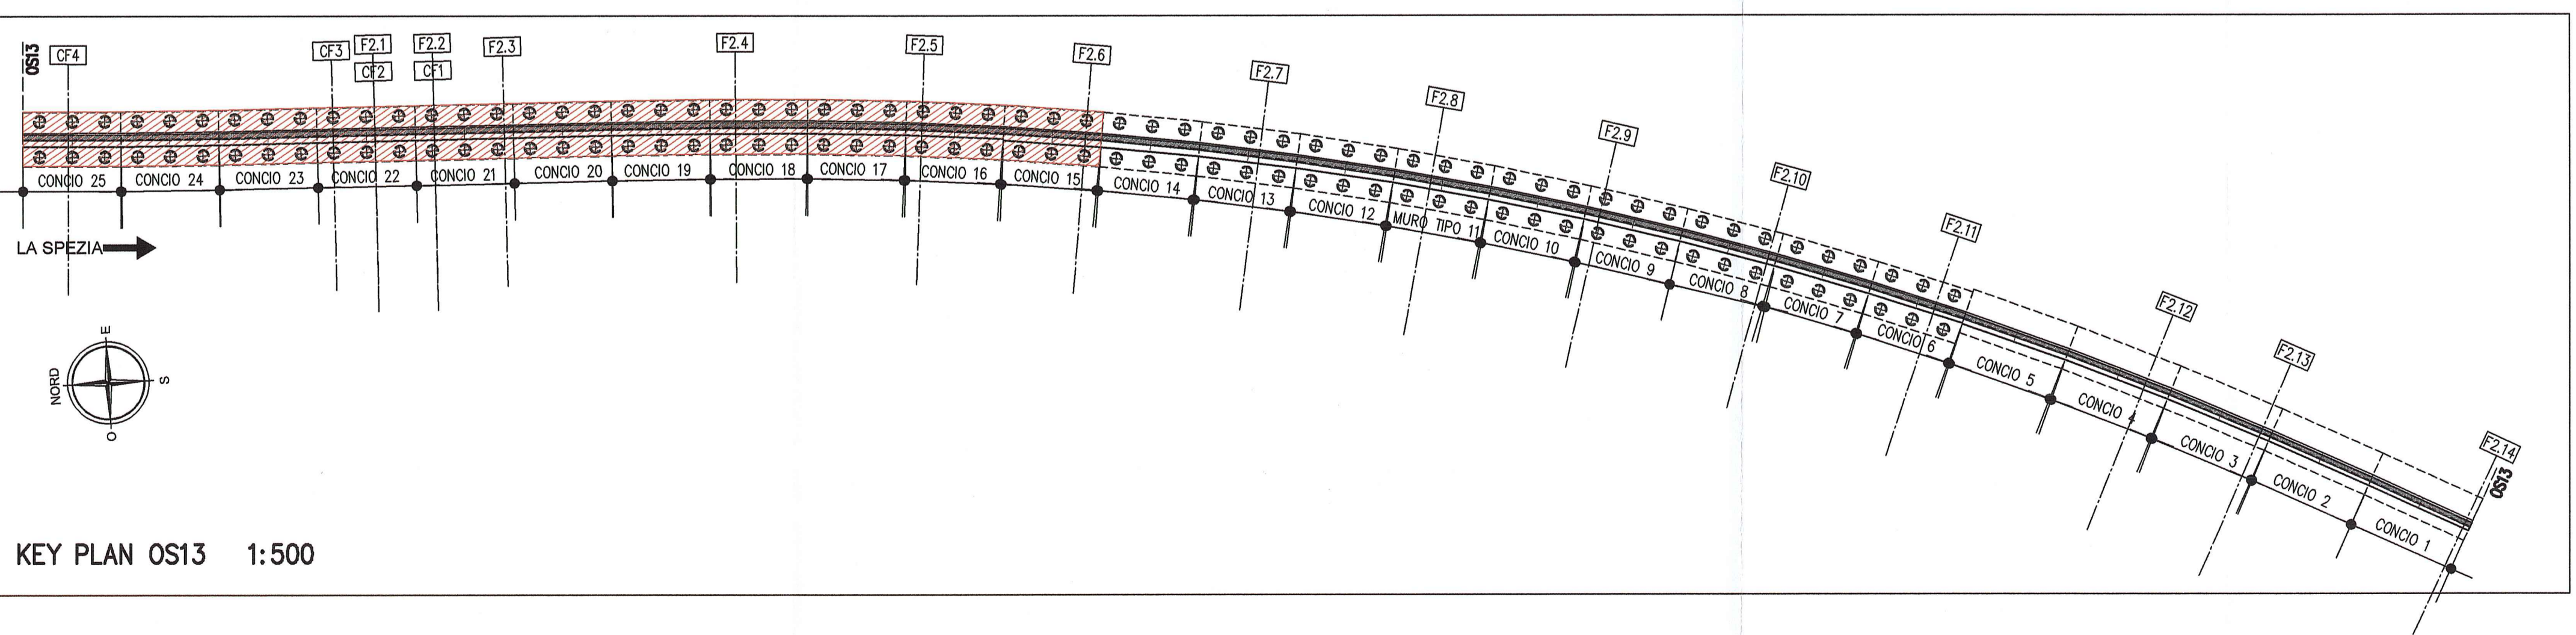 OS13
CF4
CF3
F2.1
CF2
F2.2
CF1
F2.3
F2.4
F2.5
F2.6
F2.7
F2.8
F2.9
F2.10
F2.11
F2.12
F2.13
F2.14
OS13
CONCIO 25
CONCIO 24
CONCIO 23
CONCIO 22
CONCIO 21
CONCIO 20
CONCIO 19
CONCIO 18
CONCIO 17
CONCIO 16
CONCIO 15
CONCIO 14
CONCIO 13
CONCIO 12
MURO TIPO 11
CONCIO 10
CONCIO 9
CONCIO 8
CONCIO 7
CONCIO 6
CONCIO 5
CONCIO 4
CONCIO 3
CONCIO 2
CONCIO 1
LA SPEZIA
E
NORD
S
O
KEY PLAN OS13 1:500